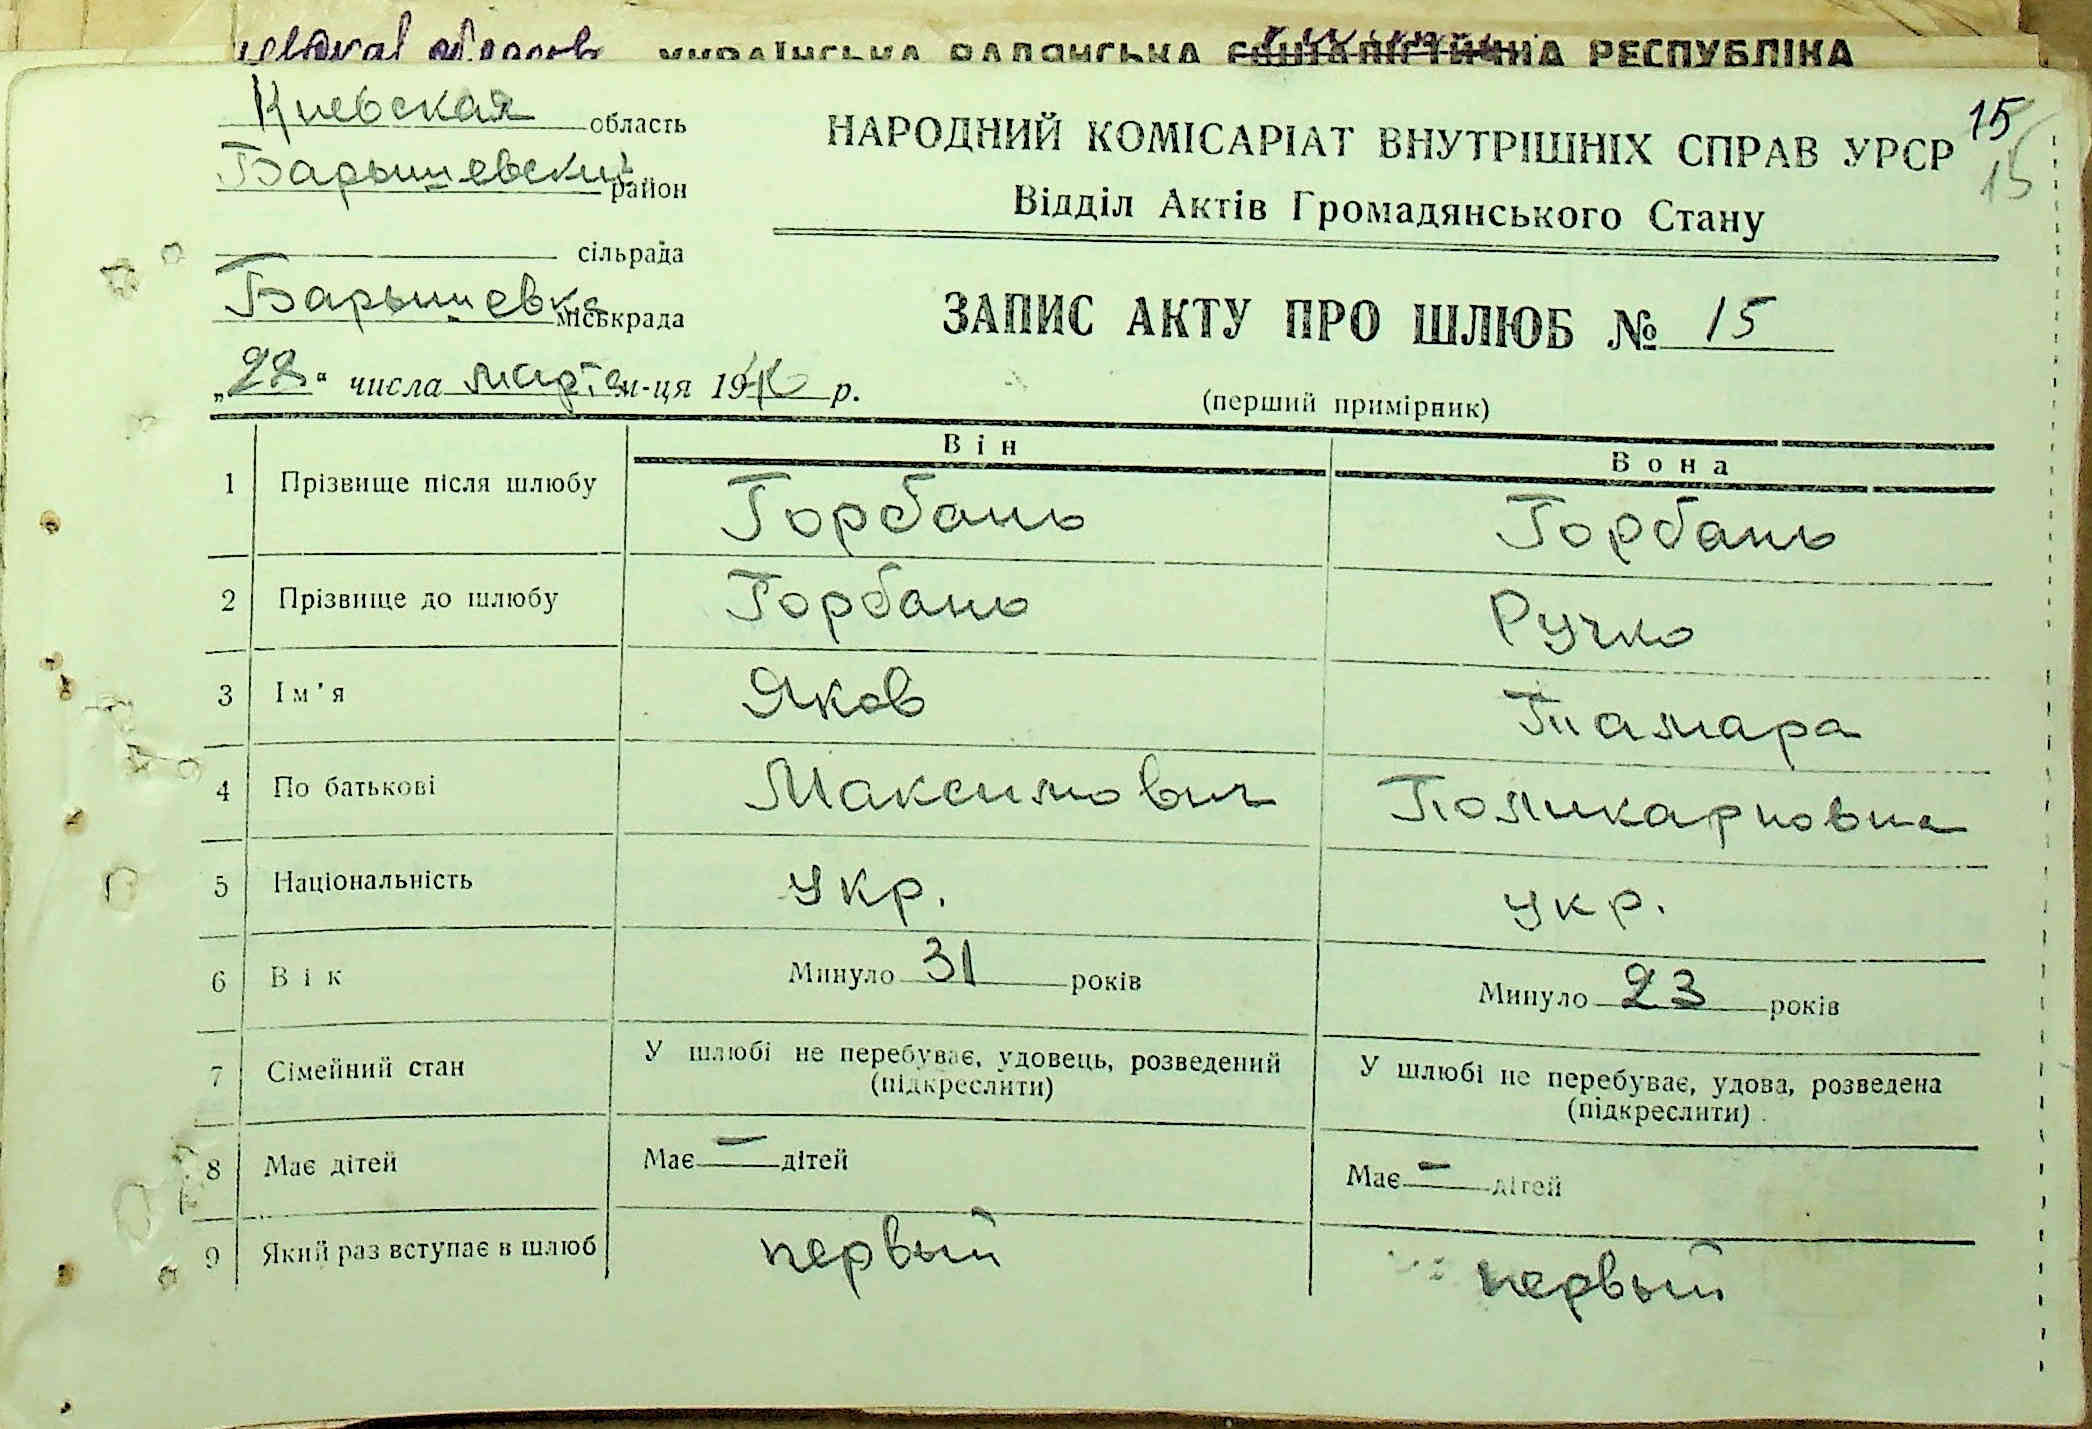 УКРАЇНСЬКА РАДЯНСЬКА СОЦІАЛІСТИЧНА РЕСПУБЛІКА
Киевская область
Барышевский район
сільрада
Барышевка міськрада
НАРОДНИЙ КОМІСАРІАТ ВНУТРІШНІХ СПРАВ УРСР
15
15
Відділ Актів Громадянського Стану
ЗАПИС АКТУ ПРО ШЛЮБ № 15
(перший примірник)
„22“ числа марта м-ця 19 р.
Він Вона
1 Прізвище після шлюбу Горбань Горбань
2 Прізвище до шлюбу Горбань Ручко
3 Ім'я Яков Тамара
4 По батькові Максимович Поликарповна
5 Національність укр. укр.
6 Вік Минуло 31 років Минуло 23 років
7 Сімейний стан У шлюбі не перебуває, удовець, розведений (підкреслити) У шлюбі не перебуває, удова, розведена (підкреслити)
8 Має дітей Має — дітей Має — дітей
9 Який раз вступає в шлюб первый первый